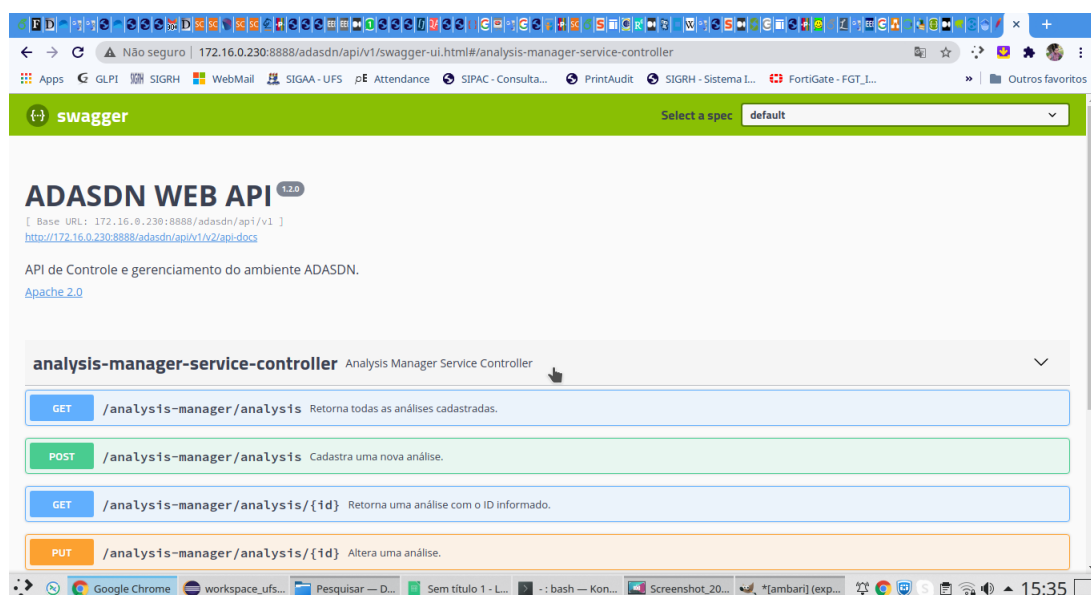 Não seguro | 172.16.0.230:8888/adasdn/api/v1/swagger-ui.html#/analysis-manager-service-controller
Apps GLPI SIGRH WebMail SIGAA - UFS Attendance SIPAC - Consulta... PrintAudit SIGRH - Sistema I... FortiGate - FGT_I... » Outros favoritos
swagger Select a spec default
ADASDN WEB API 1.2.0
[ Base URL: 172.16.0.230:8888/adasdn/api/v1 ]
http://172.16.0.230:8888/adasdn/api/v1/v2/api-docs
API de Controle e gerenciamento do ambiente ADASDN.
Apache 2.0
analysis-manager-service-controller Analysis Manager Service Controller
GET /analysis-manager/analysis Retorna todas as análises cadastradas.
POST /analysis-manager/analysis Cadastra uma nova análise.
GET /analysis-manager/analysis/{id} Retorna uma análise com o ID informado.
PUT /analysis-manager/analysis/{id} Altera uma análise.
Google Chrome workspace_ufs... Pesquisar — D... Sem título 1 - L... - : bash — Kon... Screenshot_20... *[ambari] (exp... 15:35